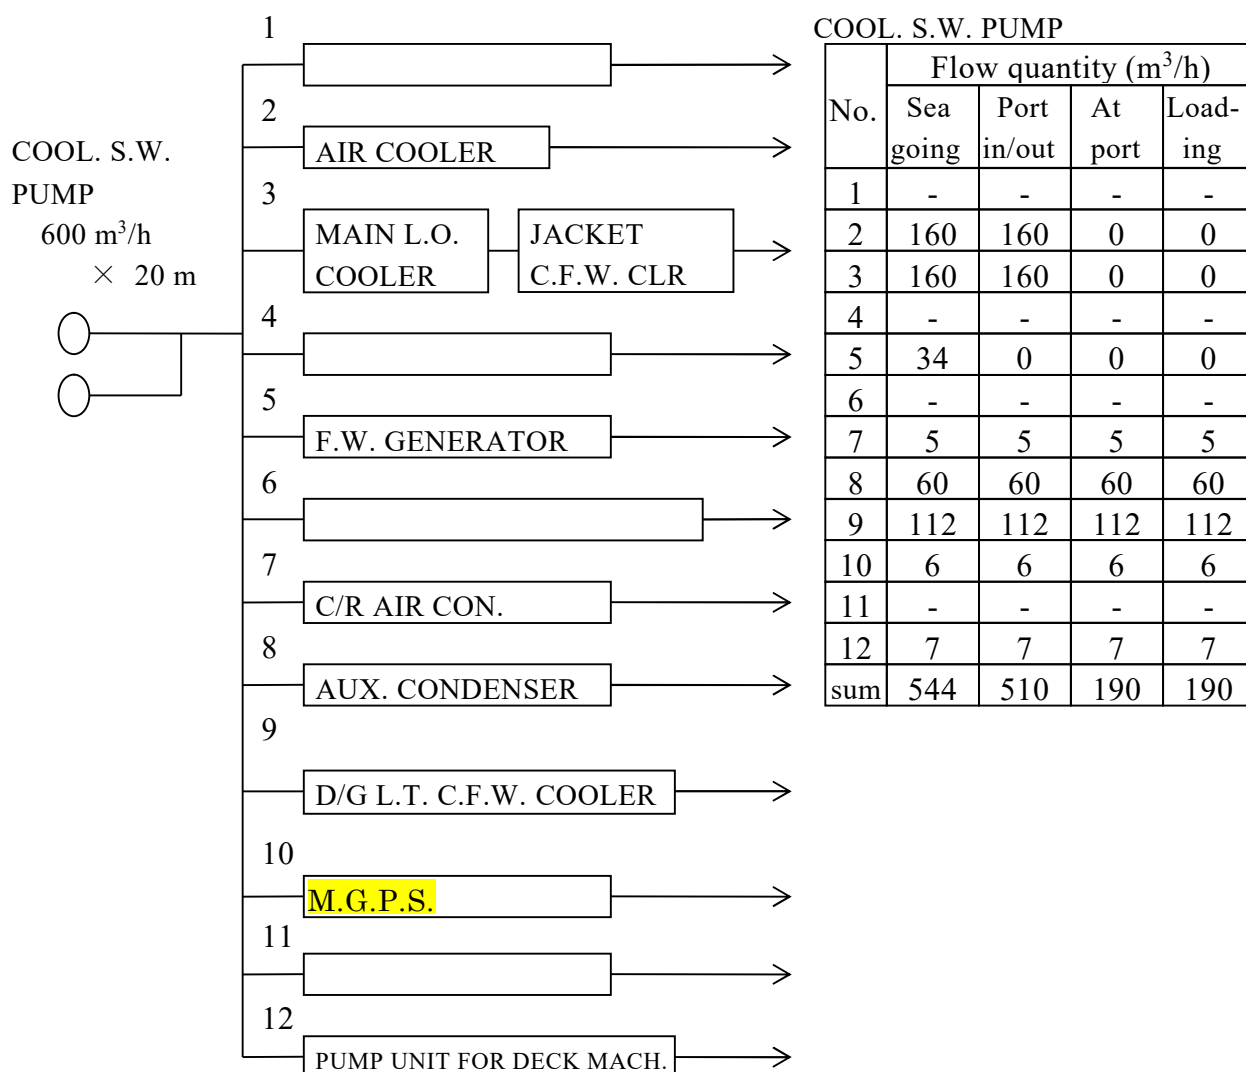 COOL. S.W.
PUMP
600 m³/h
× 20 m
1
2
AIR COOLER
3
MAIN L.O.
COOLER
JACKET
C.F.W. CLR
4
5
F.W. GENERATOR
6
7
C/R AIR CON.
8
AUX. CONDENSER
9
D/G L.T. C.F.W. COOLER
10
M.G.P.S.
11
12
PUMP UNIT FOR DECK MACH.
COOL. S.W. PUMP
Flow quantity (m³/h)
No. Sea going Port in/out At port Load-ing
1 - - - -
2 160 160 0 0
3 160 160 0 0
4 - - - -
5 34 0 0 0
6 - - - -
7 5 5 5 5
8 60 60 60 60
9 112 112 112 112
10 6 6 6 6
11 - - - -
12 7 7 7 7
sum 544 510 190 190